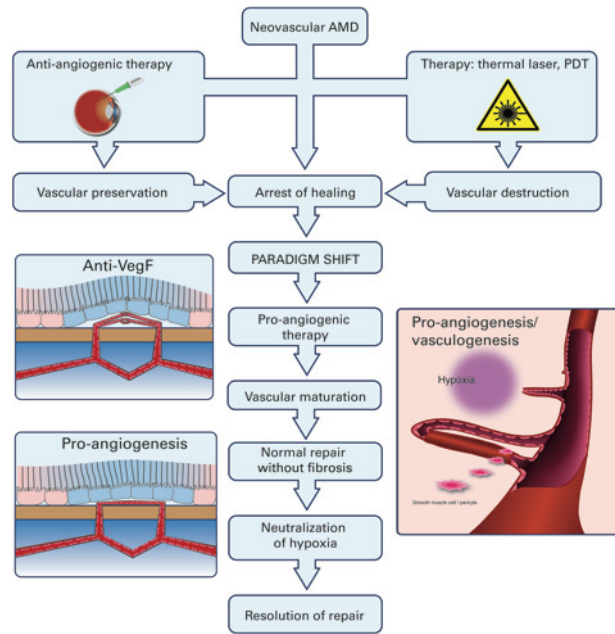 Neovascular AMD
Anti-angiogenic therapy
Therapy: thermal laser, PDT
Vascular preservation
Arrest of healing
Vascular destruction
PARADIGM SHIFT
Anti-VegF
Pro-angiogenic
therapy
Pro-angiogenesis/
vasculogenesis
Hypoxia
Vascular maturation
Pro-angiogenesis
Normal repair
without fibrosis
Smooth muscle cell / pericyte
Neutralization
of hypoxia
Resolution of repair